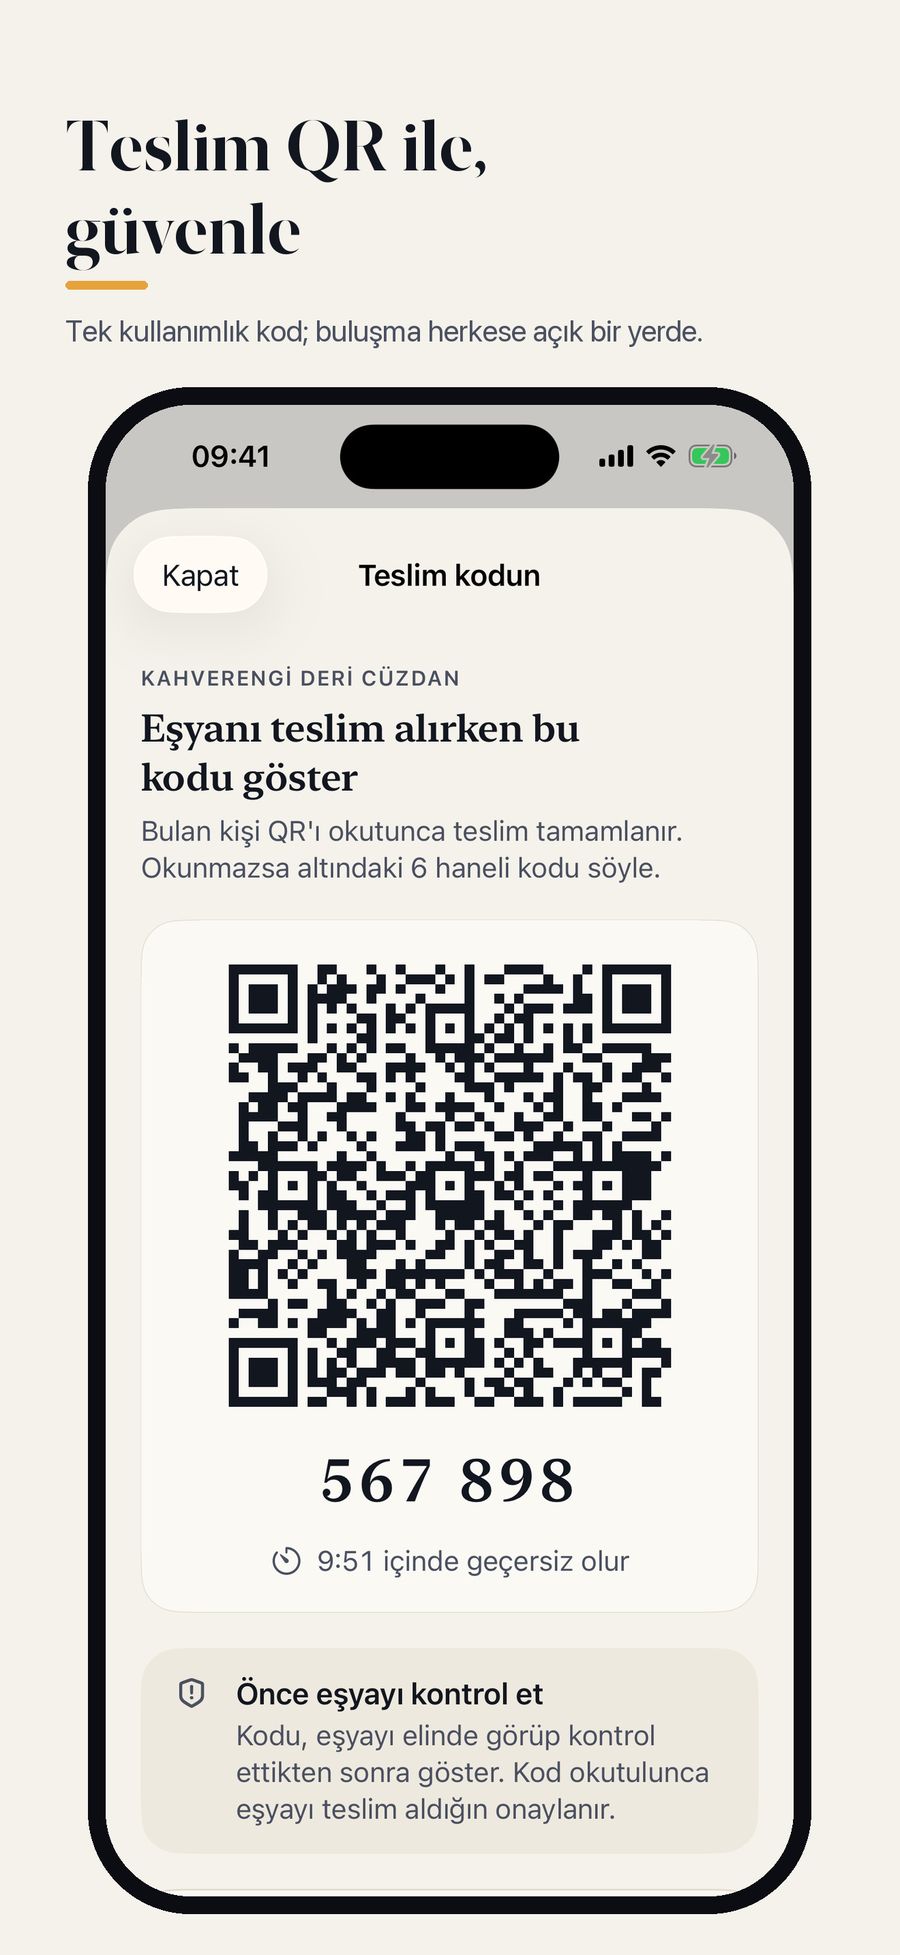 Teslim QR ile,
güvenle
Tek kullanımlık kod; buluşma herkese açık bir yerde.
09:41
Kapat
Teslim kodun
KAHVERENGİ DERİ CÜZDAN
Eşyanı teslim alırken bu
kodu göster
Bulan kişi QR'ı okutunca teslim tamamlanır.
Okunmazsa altındaki 6 haneli kodu söyle.
567 898
9:51 içinde geçersiz olur
Önce eşyayı kontrol et
Kodu, eşyayı elinde görüp kontrol
ettikten sonra göster. Kod okutulunca
eşyayı teslim aldığın onaylanır.